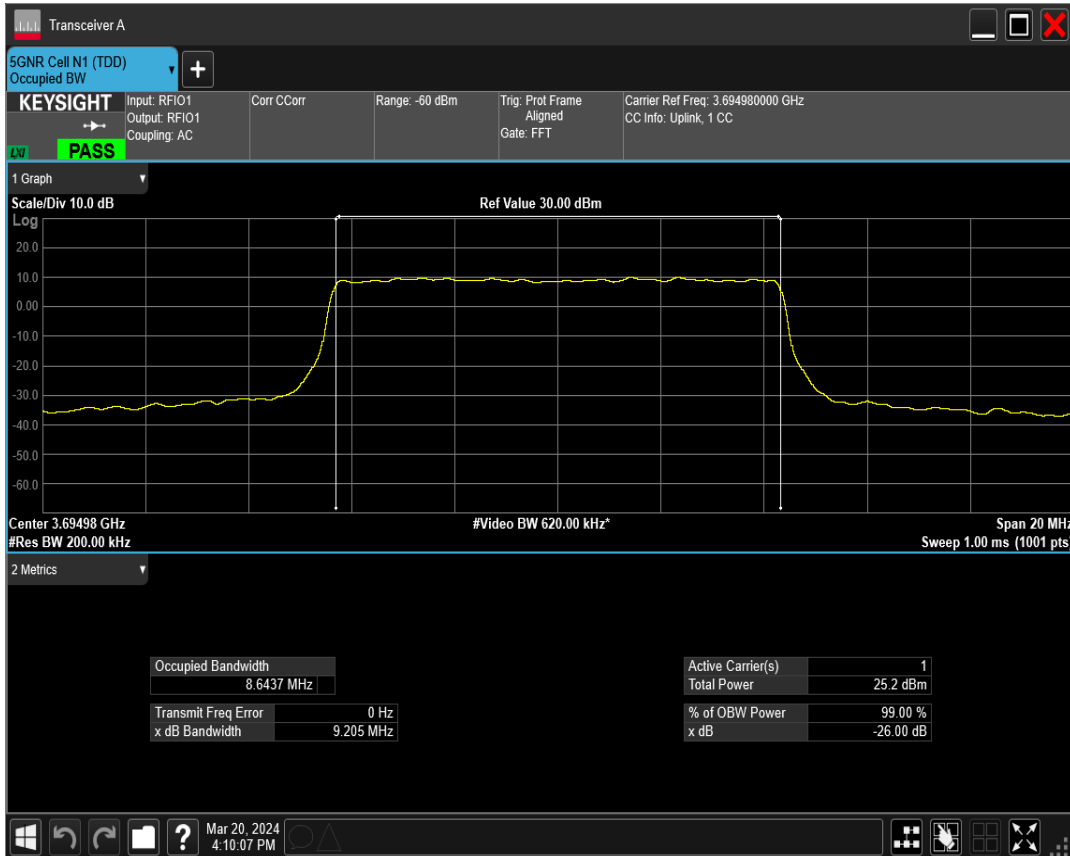 Transceiver A
5GNR Cell N1 (TDD)
Occupied BW
+
KEYSIGHT
LXI
PASS
Input: RFIO1
Output: RFIO1
Coupling: AC
Corr CCorr
Range: -60 dBm
Trig: Prot Frame
Aligned
Gate: FFT
Carrier Ref Freq: 3.694980000 GHz
CC Info: Uplink, 1 CC
1 Graph
Scale/Div 10.0 dB
Ref Value 30.00 dBm
Log
20.0
10.0
0.00
-10.0
-20.0
-30.0
-40.0
-50.0
-60.0
Center 3.69498 GHz
#Video BW 620.00 kHz*
Span 20 MHz
#Res BW 200.00 kHz
Sweep 1.00 ms (1001 pts)
2 Metrics
Occupied Bandwidth
8.6437 MHz
Transmit Freq Error 0 Hz
x dB Bandwidth 9.205 MHz
Active Carrier(s) 1
Total Power 25.2 dBm
% of OBW Power 99.00 %
x dB -26.00 dB
?
Mar 20, 2024
4:10:07 PM